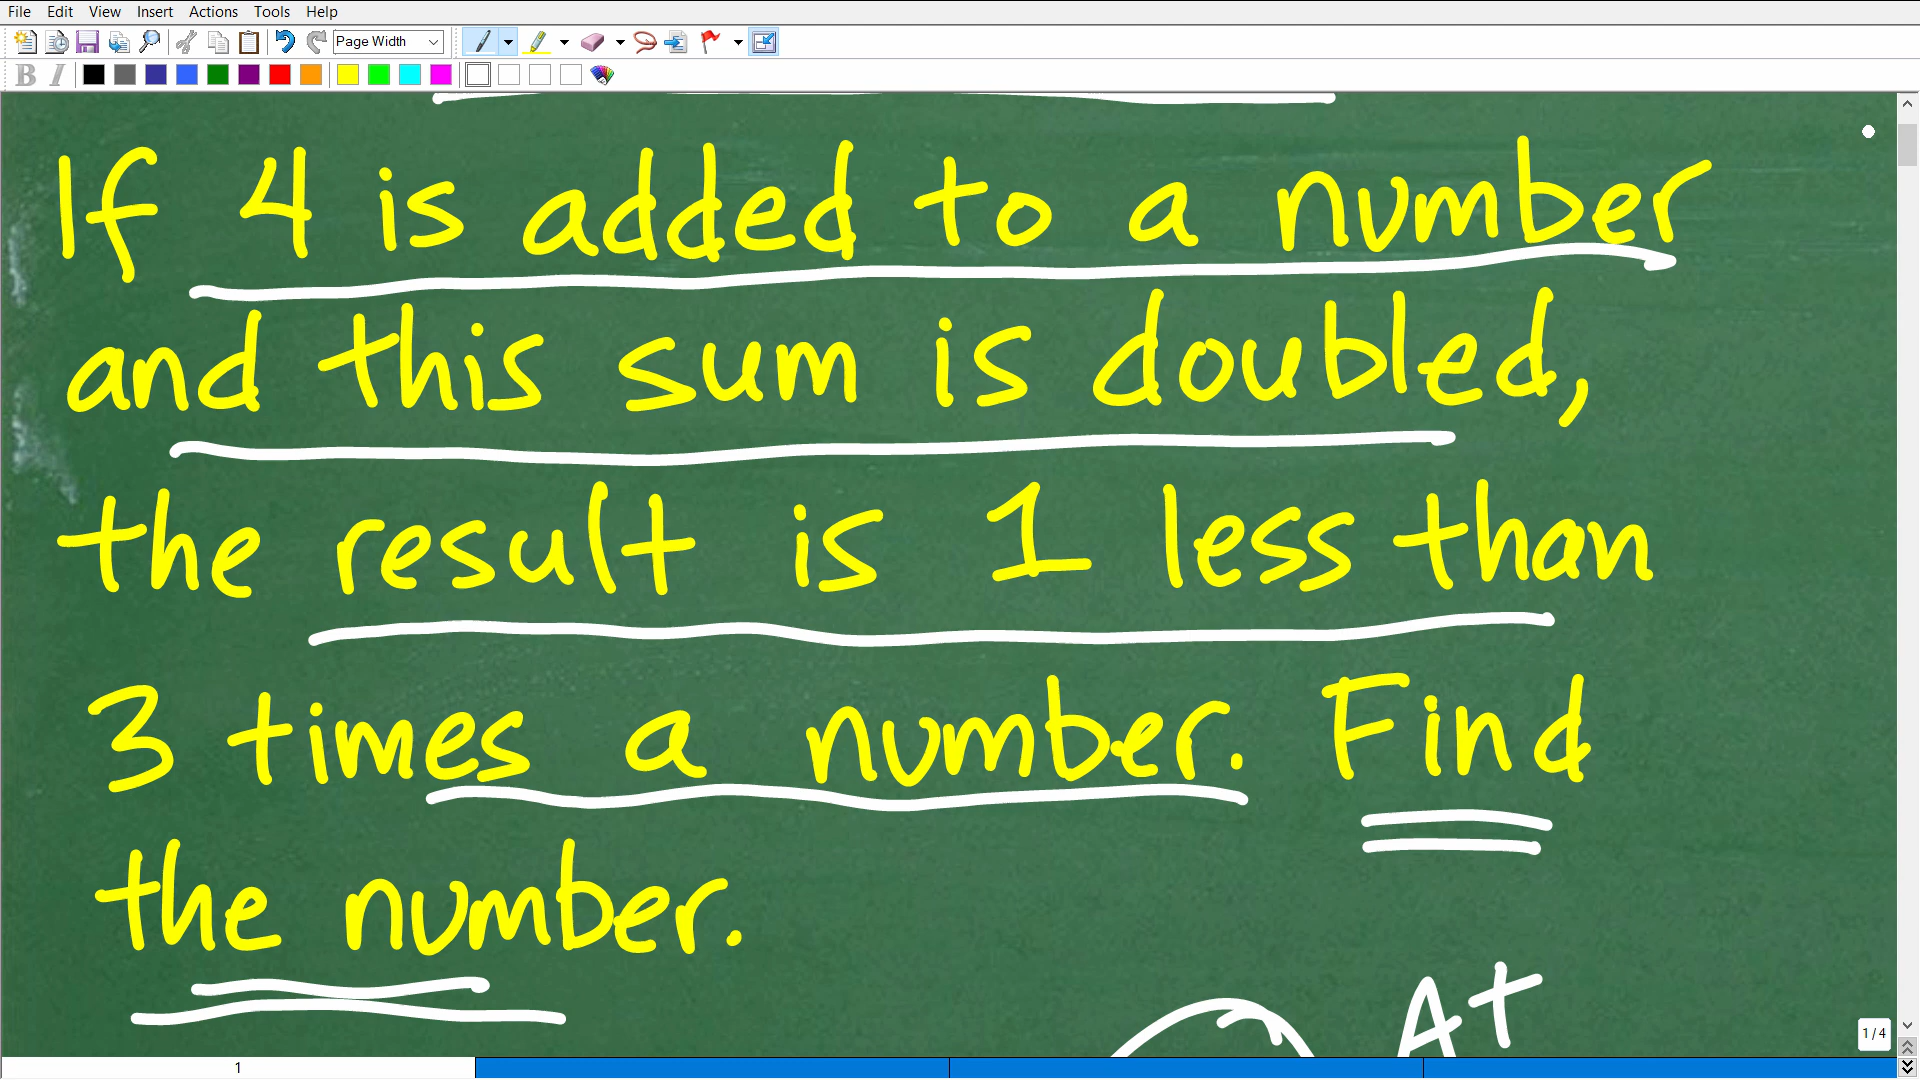 File Edit View Insert Actions Tools Help
Page Width
B I
If 4 is added to a number
and this sum is doubled,
the result is 1 less than
3 times a number. Find
the number.
A+
1 / 4
1